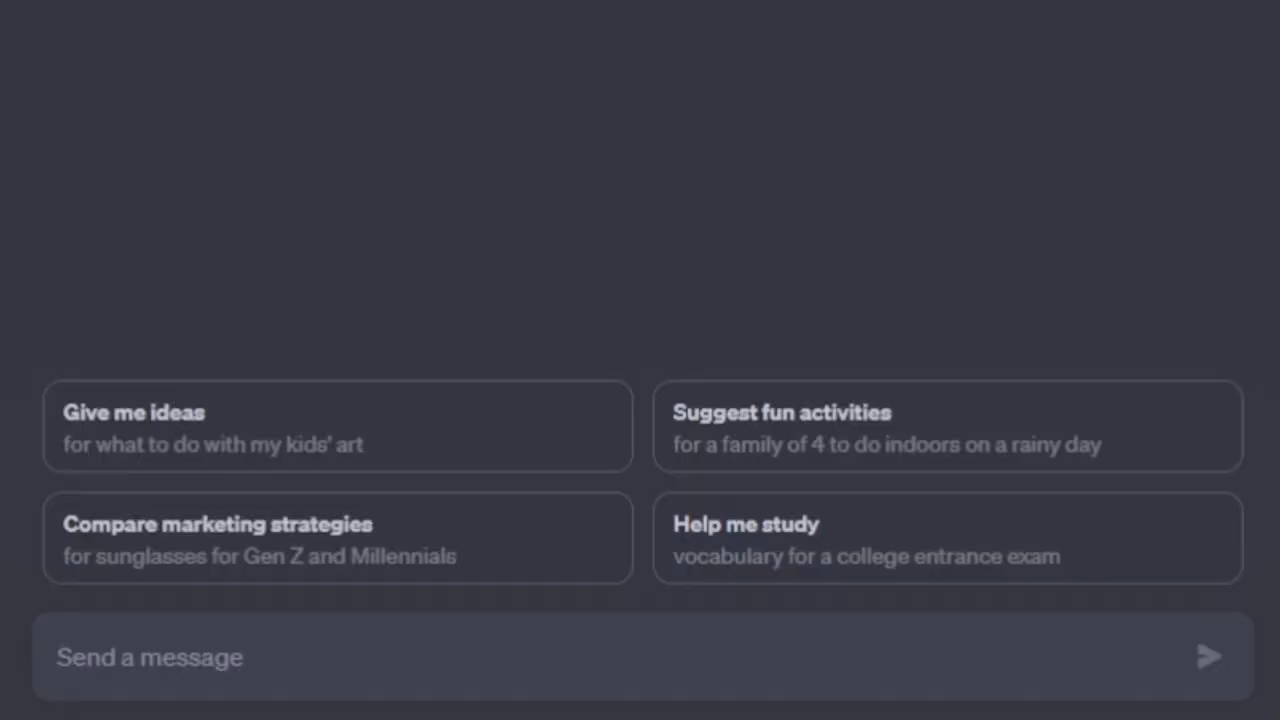 Give me ideas
for what to do with my kids' art
Suggest fun activities
for a family of 4 to do indoors on a rainy day
Compare marketing strategies
for sunglasses for Gen Z and Millennials
Help me study
vocabulary for a college entrance exam
Send a message